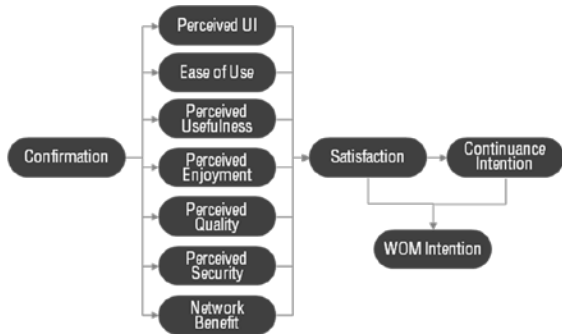 Perceived UI
Ease of Use
Perceived
Usefulness
Confirmation
Perceived
Enjoyment
Satisfaction
Continuance
Intention
Perceived
Quality
WOM Intention
Perceived
Security
Network
Benefit